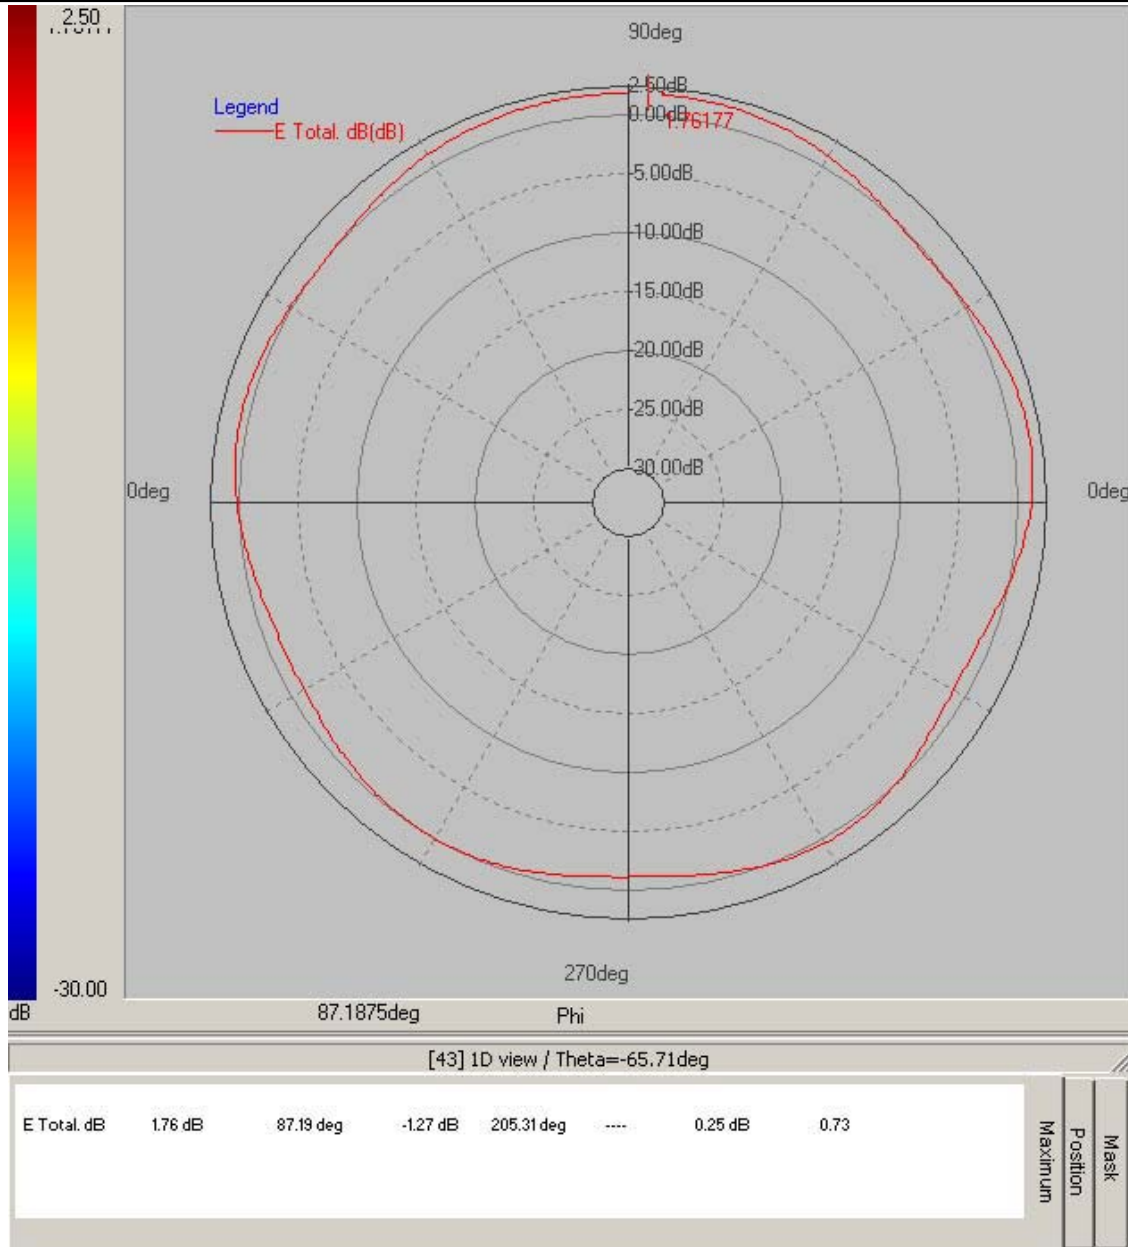 2.50
90deg
2.50dB
Legend
0.00dB
E Total. dB(dB)
1.76177
-5.00dB
-10.00dB
-15.00dB
-20.00dB
-25.00dB
-30.00dB
0deg
0deg
270deg
-30.00
dB
87.1875deg
Phi
[43] 1D view / Theta=-65.71deg
E Total. dB 1.76 dB 87.19 deg -1.27 dB 205.31 deg ---- 0.25 dB 0.73
Maximum
Position
Mask